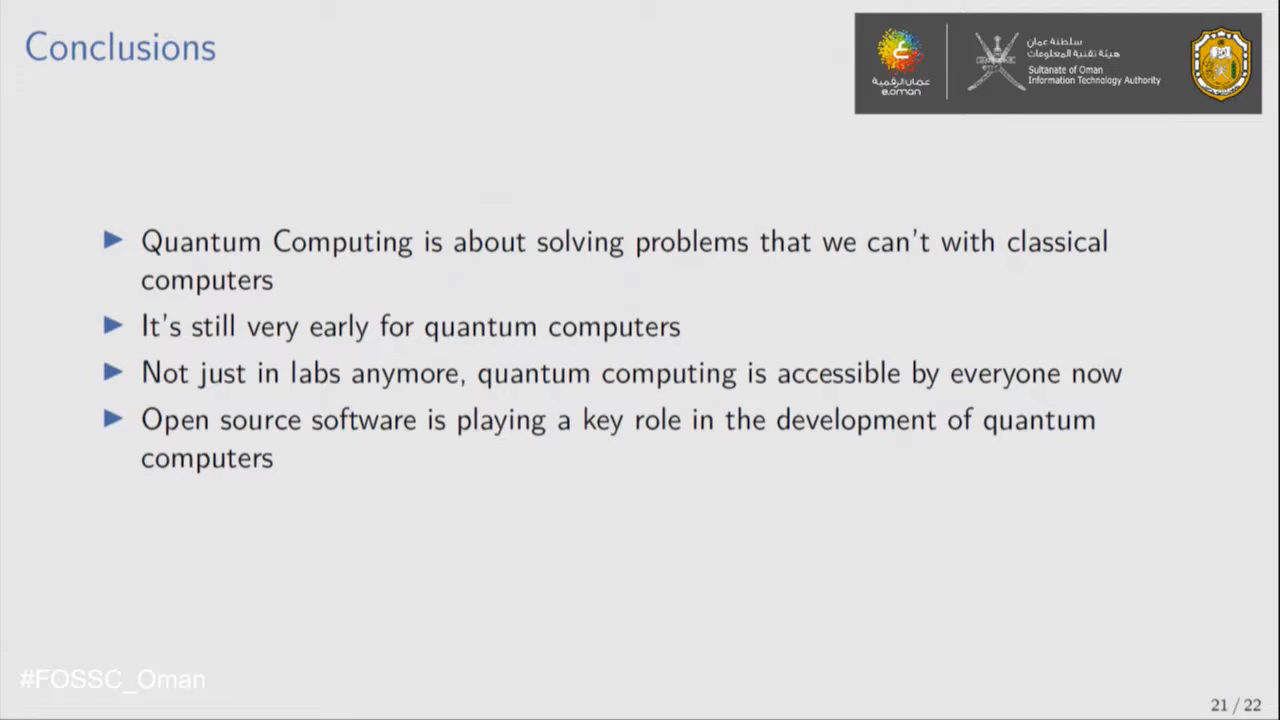 Conclusions
عمان الرقمية
e.oman
سلطنة عمان
هيئة تقنية المعلومات
Sultanate of Oman
Information Technology Authority
▶ Quantum Computing is about solving problems that we can't with classical
computers
▶ It's still very early for quantum computers
▶ Not just in labs anymore, quantum computing is accessible by everyone now
▶ Open source software is playing a key role in the development of quantum
computers
#FOSSC_Oman
21 / 22